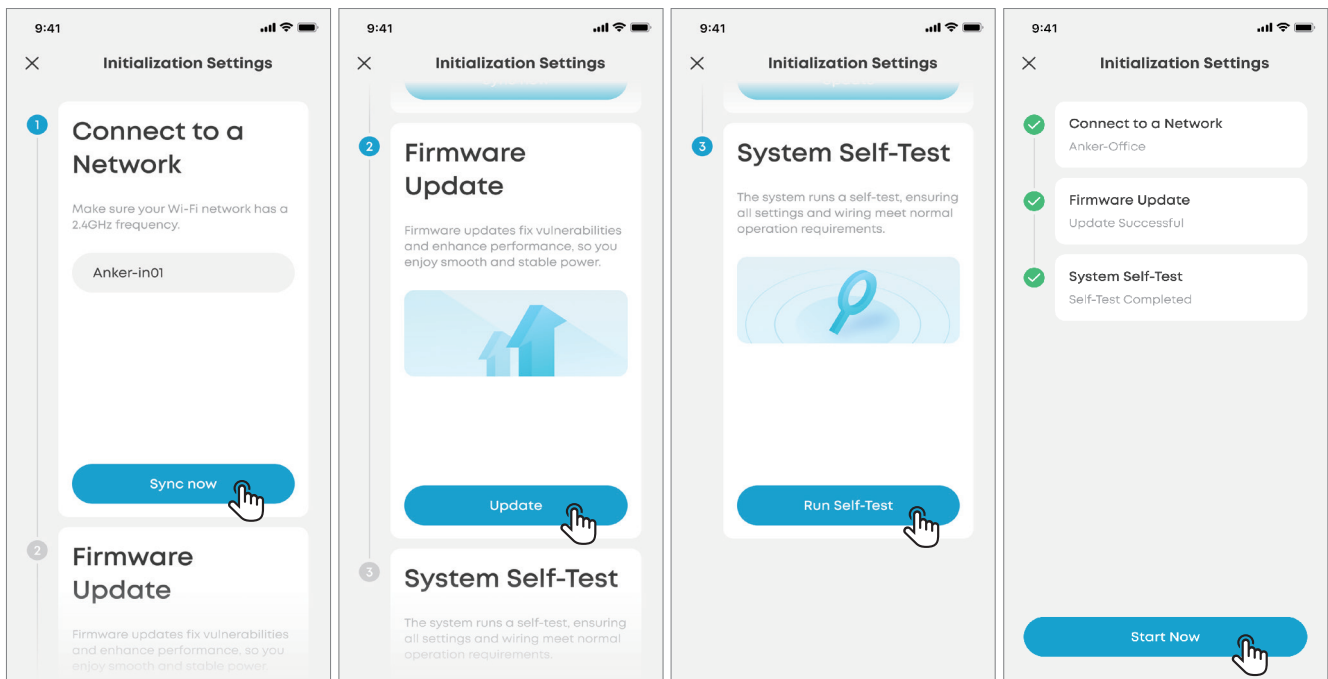 9:41
Initialization Settings
1
Connect to a
Network
Make sure your Wi-Fi network has a
2.4GHz frequency.
Anker-in01
Sync now
2
Firmware
Update
Firmware updates fix vulnerabilities
and enhance performance, so you
enjoy smooth and stable power.
9:41
Initialization Settings
2
Firmware
Update
Firmware updates fix vulnerabilities
and enhance performance, so you
enjoy smooth and stable power.
Update
3
System Self-Test
The system runs a self-test, ensuring
all settings and wiring meet normal
operation requirements.
9:41
Initialization Settings
3
System Self-Test
The system runs a self-test, ensuring
all settings and wiring meet normal
operation requirements.
Run Self-Test
9:41
Initialization Settings
Connect to a Network
Anker-Office
Firmware Update
Update Successful
System Self-Test
Self-Test Completed
Start Now